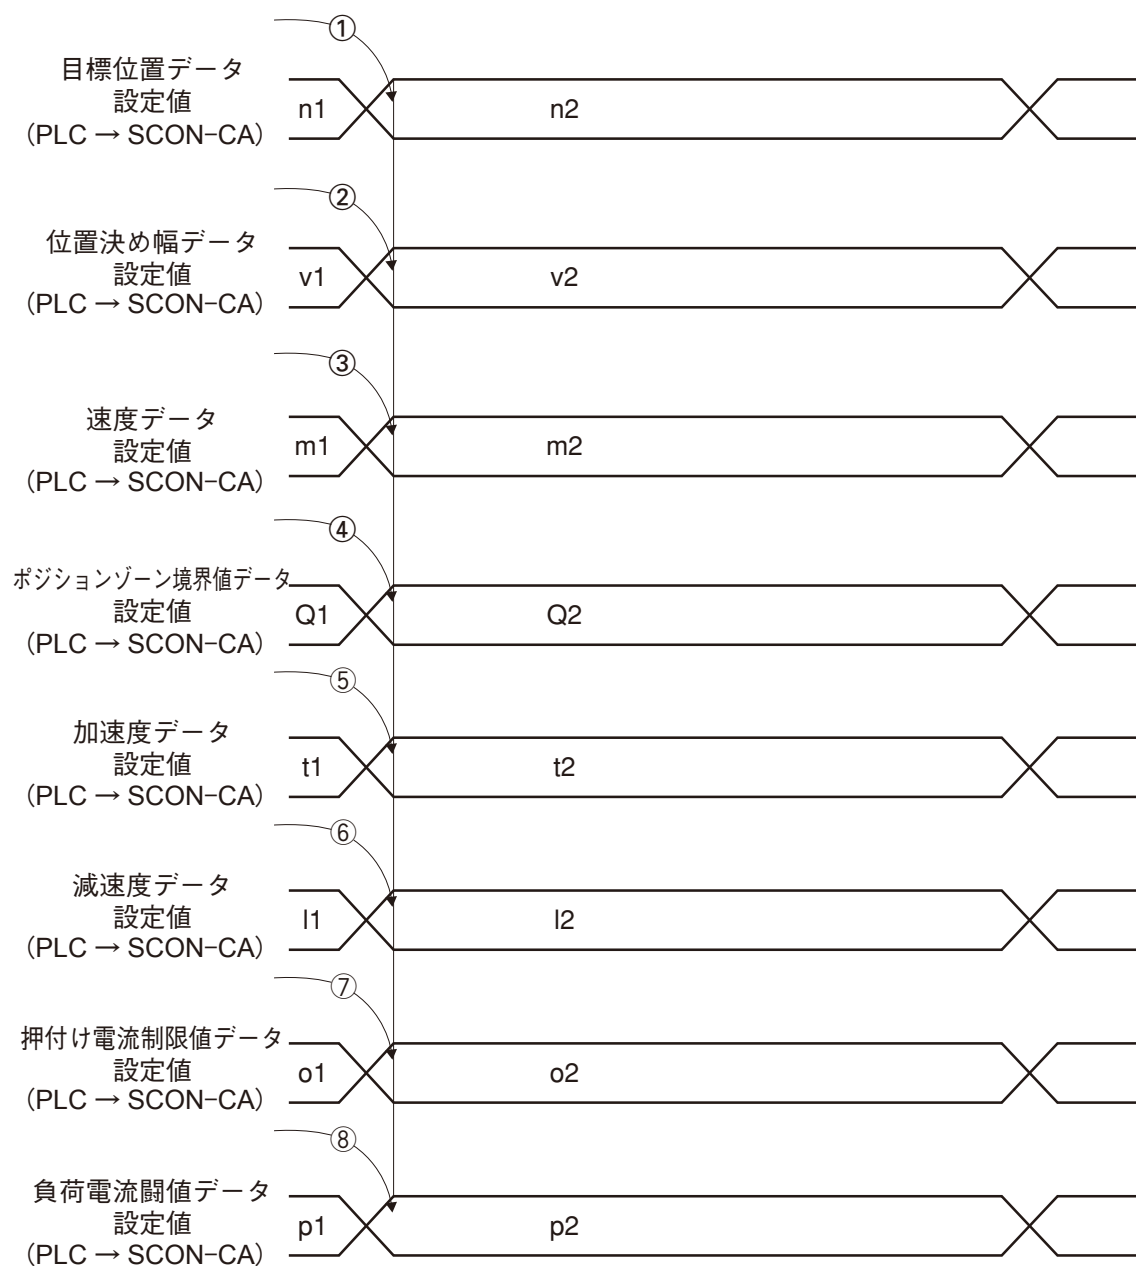 ①
目標位置データ
設定値
(PLC → SCON-CA)
n1
n2
②
位置決め幅データ
設定値
(PLC → SCON-CA)
v1
v2
③
速度データ
設定値
(PLC → SCON-CA)
m1
m2
④
ポジションゾーン境界値データ
設定値
(PLC → SCON-CA)
Q1
Q2
⑤
加速度データ
設定値
(PLC → SCON-CA)
t1
t2
⑥
減速度データ
設定値
(PLC → SCON-CA)
l1
l2
⑦
押付け電流制限値データ
設定値
(PLC → SCON-CA)
o1
o2
⑧
負荷電流闘値データ
設定値
(PLC → SCON-CA)
p1
p2